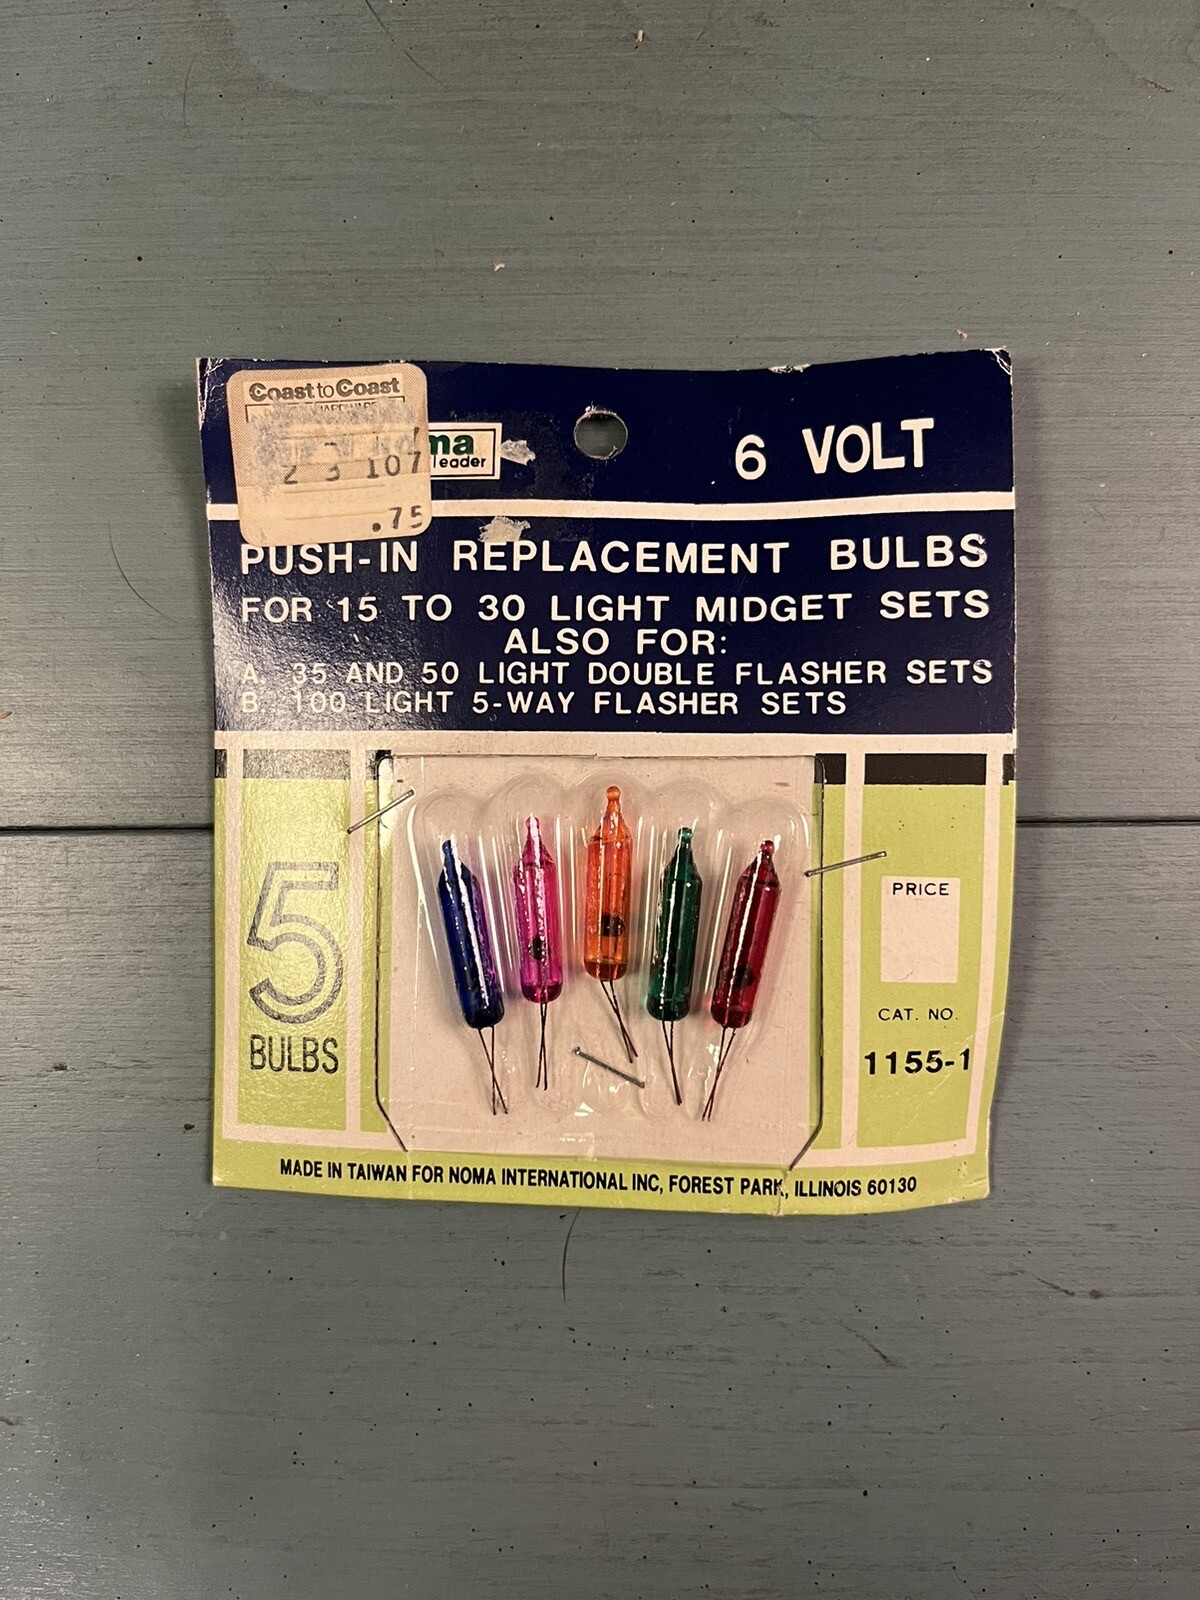 Coast to Coast
HARDWARE
ma
leader
2 3 107
.75
6 VOLT
PUSH-IN REPLACEMENT BULBS
FOR 15 TO 30 LIGHT MIDGET SETS
ALSO FOR:
A. 35 AND 50 LIGHT DOUBLE FLASHER SETS
B. 100 LIGHT 5-WAY FLASHER SETS
5
BULBS
PRICE
CAT. NO.
1155-1
MADE IN TAIWAN FOR NOMA INTERNATIONAL INC, FOREST PARK, ILLINOIS 60130